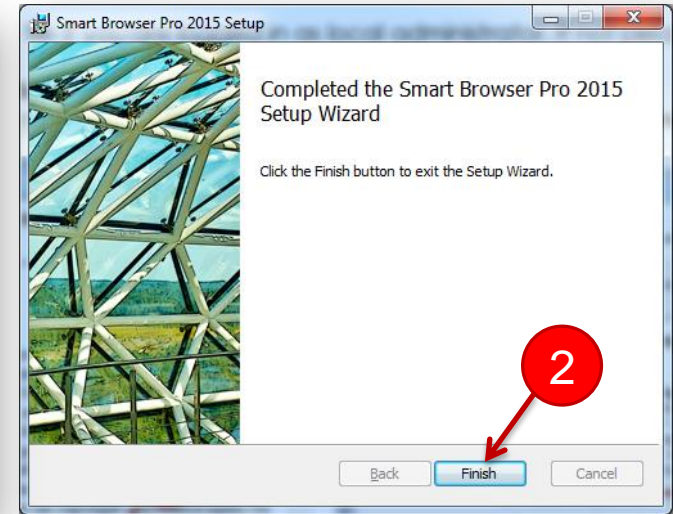 Smart Browser Pro 2015 Setup
Completed the Smart Browser Pro 2015
Setup Wizard
Click the Finish button to exit the Setup Wizard.
2
Back Finish Cancel